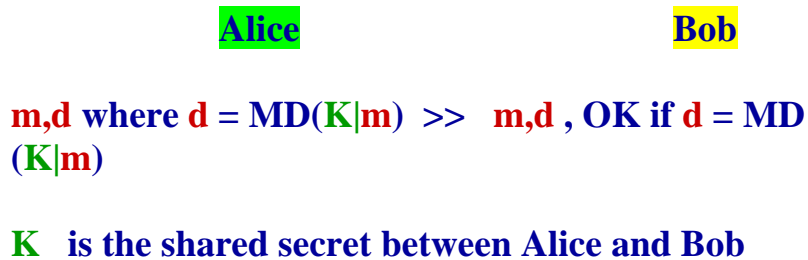 Alice Bob
m,d where d = MD(K|m) >> m,d , OK if d = MD
(K|m)
K is the shared secret between Alice and Bob